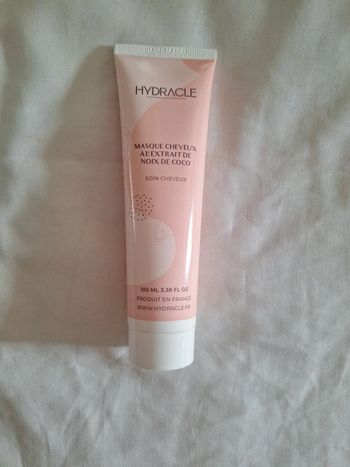 HYDRACLE
MASQUE CHEVEUX
À L'EXTRAIT DE
NOIX DE COCO
SOIN CHEVEUX
100 ML 3,38 FL OZ
PRODUIT EN FRANCE
WWW.HYDRACLE.FR